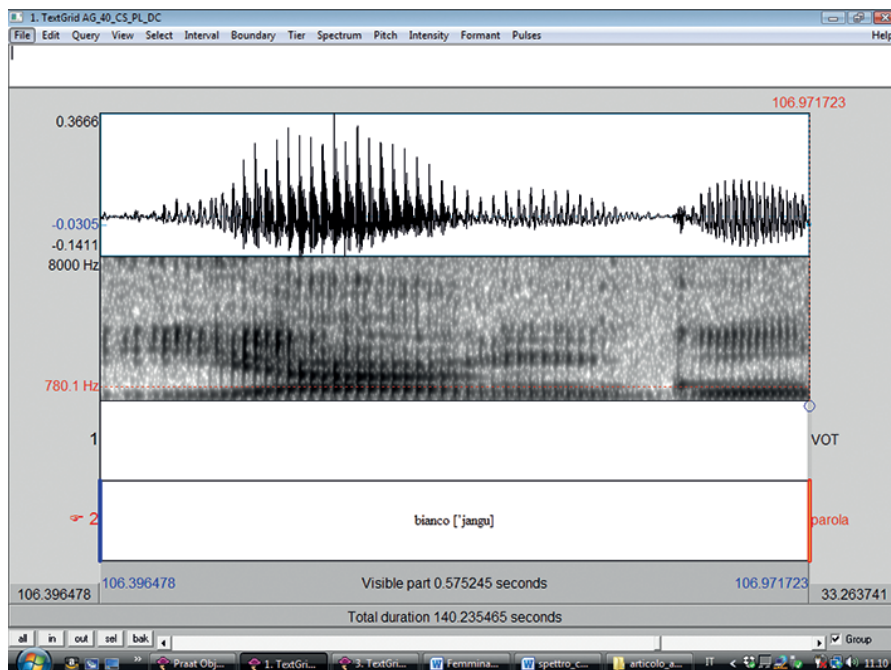 1. TextGrid AG_40_CS_PL_DC
File Edit Query View Select Interval Boundary Tier Spectrum Pitch Intensity Formant Pulses Help
106.971723
0.3666
-0.0305
-0.1411
8000 Hz
780.1 Hz
1 VOT
2 bianco ['jangu] parola
106.396478 106.396478 Visible part 0.575245 seconds 106.971723 33.263741
Total duration 140.235465 seconds
all in out sel bak Group
Praat Obj... 1. TextGri... 3. TextGri... Femmina... spettro_c... articolo_a... IT 11.10